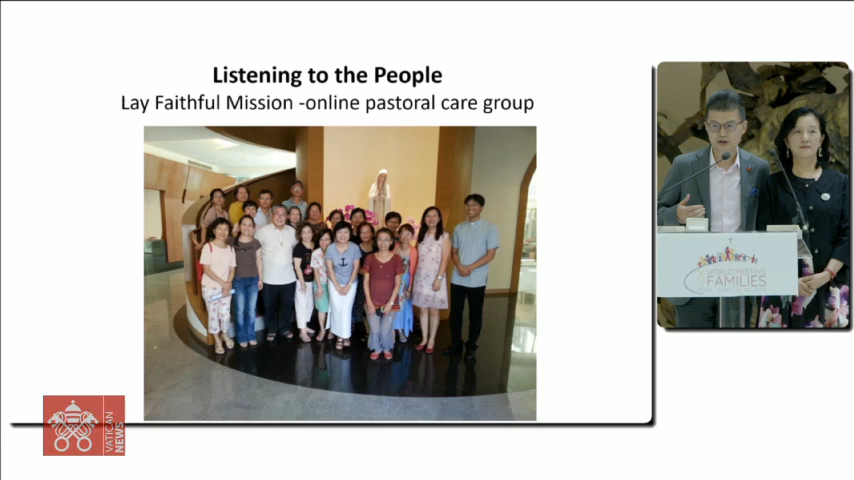 Listening to the People
Lay Faithful Mission -online pastoral care group
WORLD MEETING
FAMILIES
VATICAN
NEWS